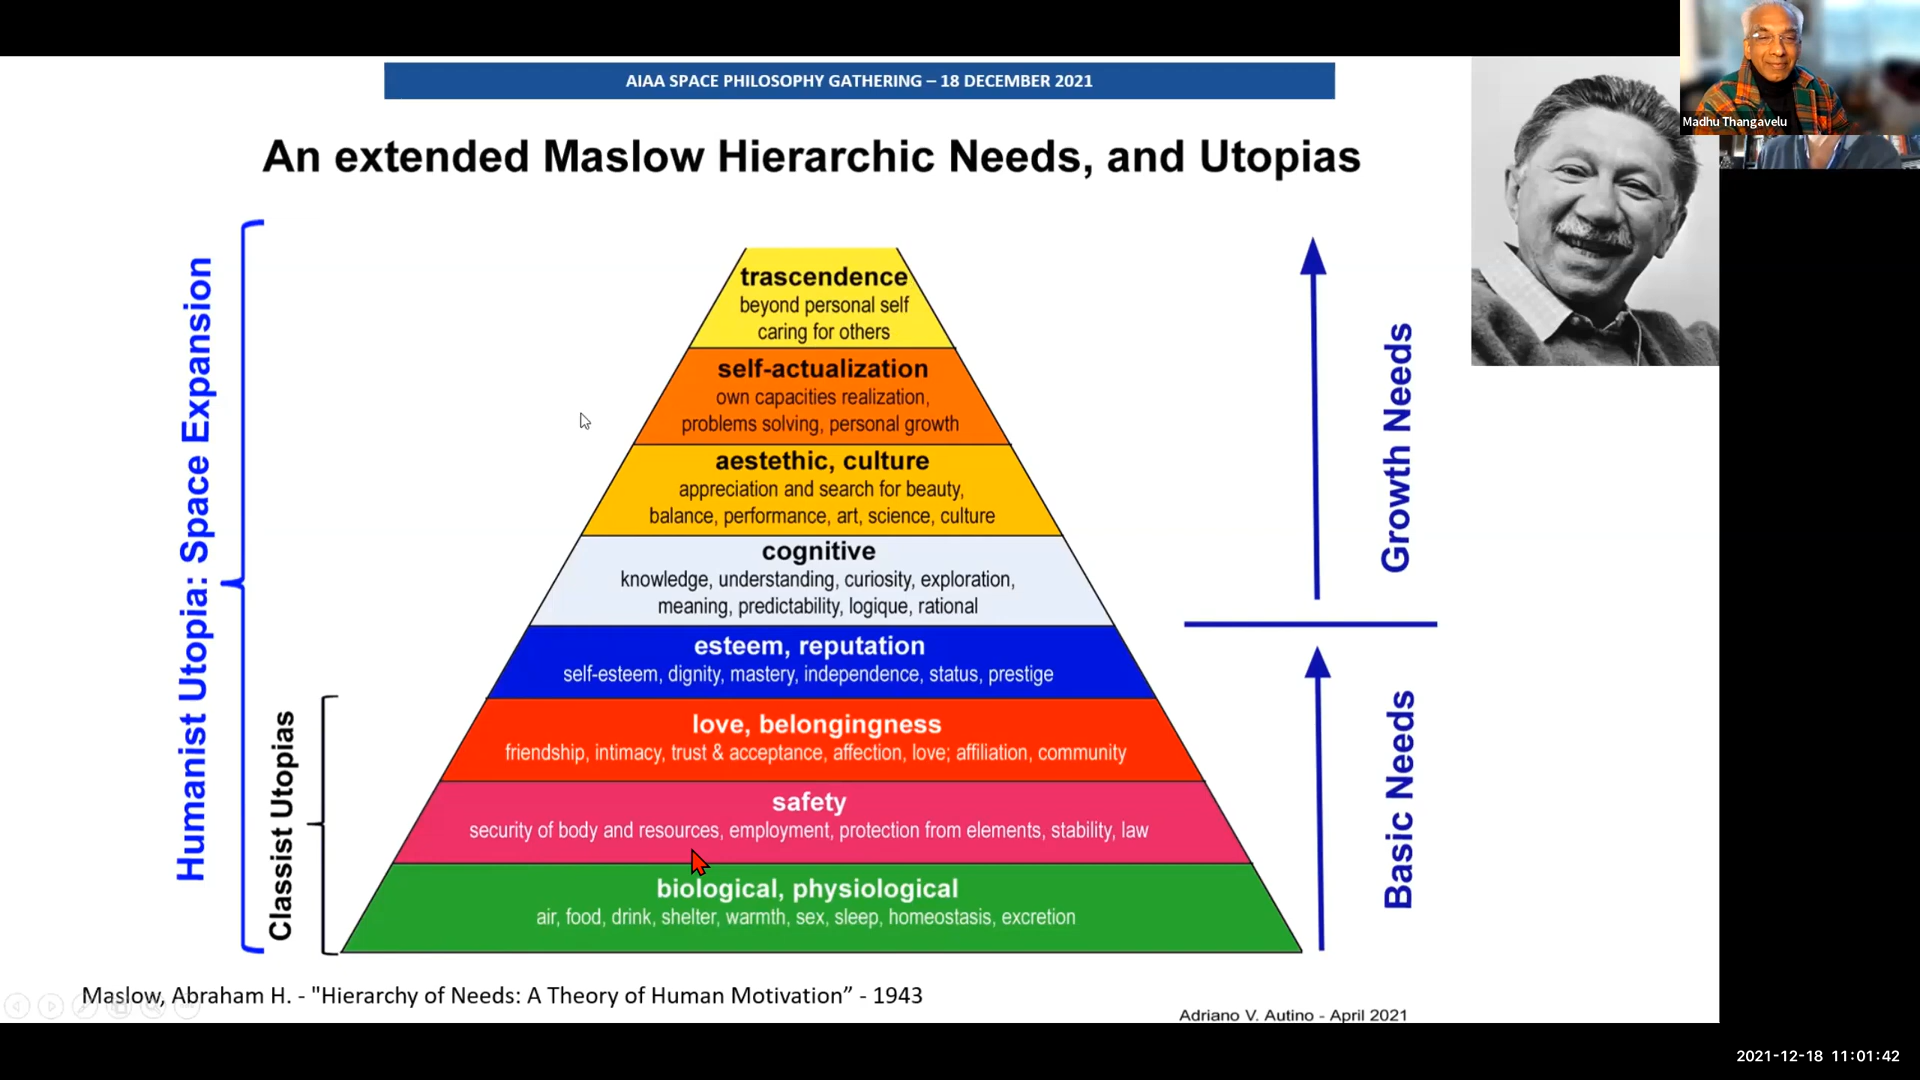 AIAA SPACE PHILOSOPHY GATHERING – 18 DECEMBER 2021
Madhu Thangavelu
An extended Maslow Hierarchic Needs, and Utopias
Humanist Utopia: Space Expansion
Classist Utopias
trascendence
beyond personal self
caring for others
self-actualization
own capacities realization,
problems solving, personal growth
aestethic, culture
appreciation and search for beauty,
balance, performance, art, science, culture
cognitive
knowledge, understanding, curiosity, exploration,
meaning, predictability, logique, rational
esteem, reputation
self-esteem, dignity, mastery, independence, status, prestige
love, belongingness
friendship, intimacy, trust & acceptance, affection, love; affiliation, community
safety
security of body and resources, employment, protection from elements, stability, law
biological, physiological
air, food, drink, shelter, warmth, sex, sleep, homeostasis, excretion
Growth Needs
Basic Needs
Maslow, Abraham H. - "Hierarchy of Needs: A Theory of Human Motivation” - 1943
Adriano V. Autino - April 2021
2021-12-18 11:01:42